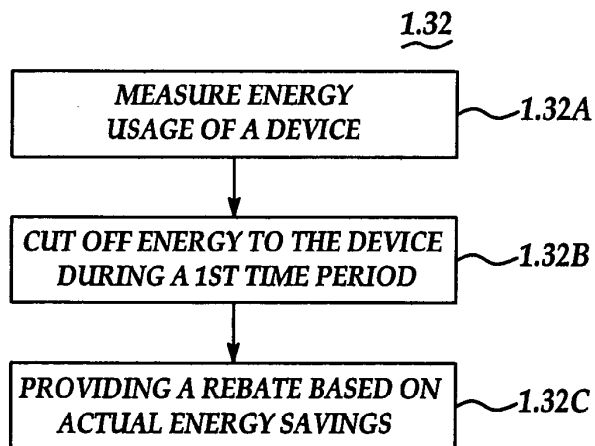 1.32
MEASURE ENERGY
USAGE OF A DEVICE
1.32A
CUT OFF ENERGY TO THE DEVICE
DURING A 1ST TIME PERIOD
1.32B
PROVIDING A REBATE BASED ON
ACTUAL ENERGY SAVINGS
1.32C